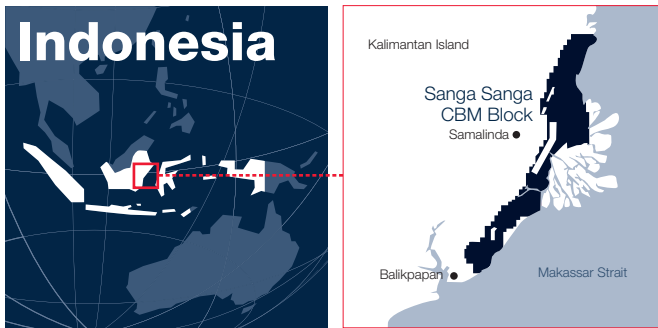 Indonesia
Kalimantan Island
Sanga Sanga
CBM Block
Samalinda
Balikpapan
Makassar Strait